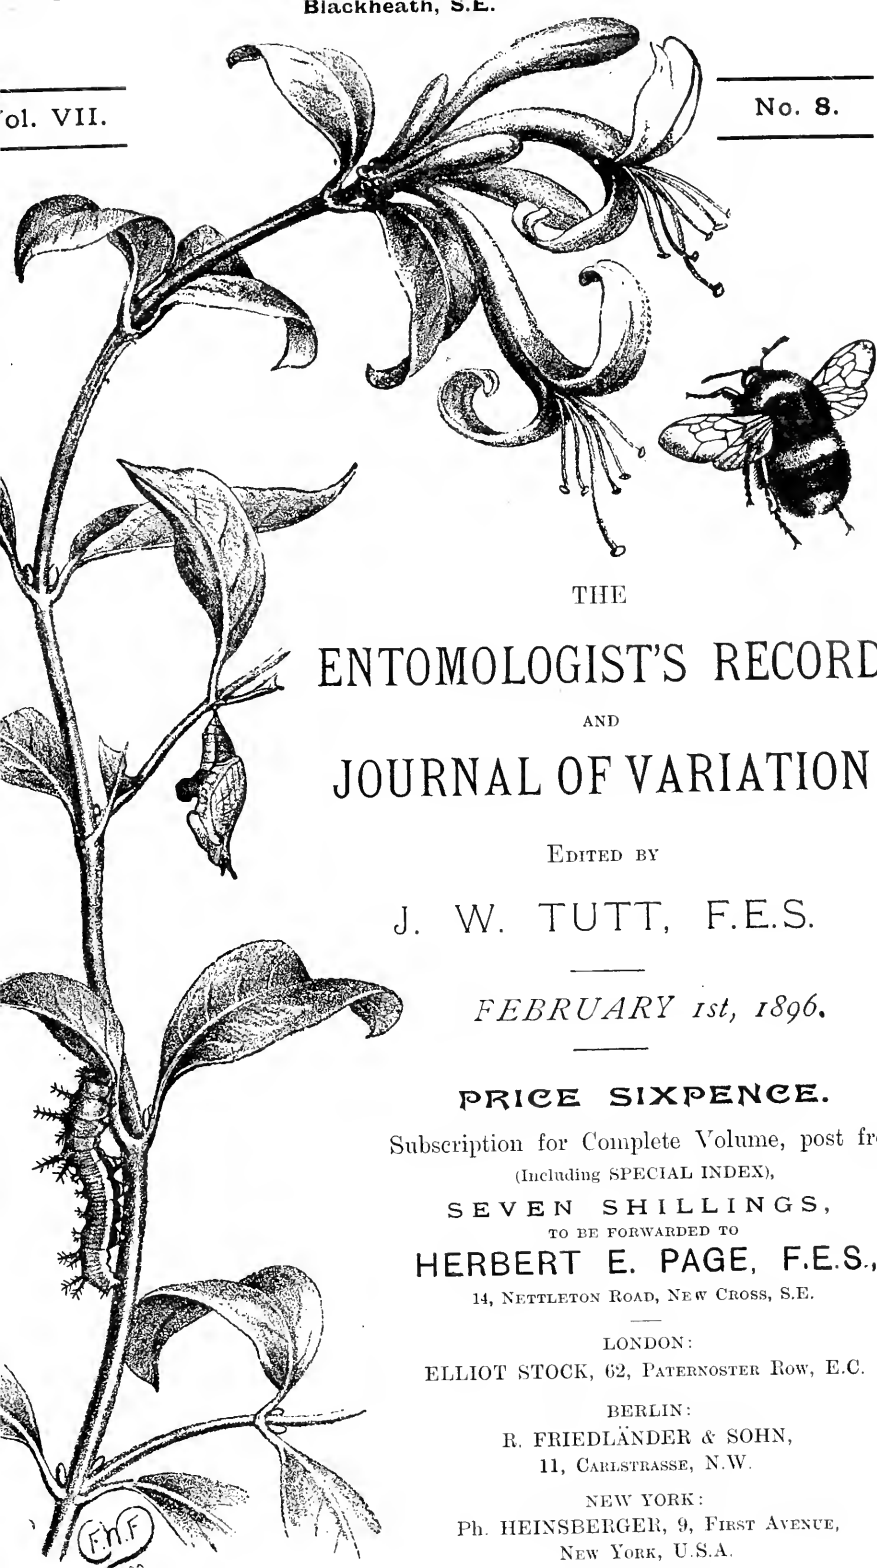 Blackheath, S.E.
Vol. VII.
No. 8.
THE
ENTOMOLOGIST'S RECORD
AND
JOURNAL OF VARIATION
EDITED BY
J. W. TUTT, F.E.S.
FEBRUARY 1st, 1896.
PRICE SIXPENCE.
Subscription for Complete Volume, post fre
(Including SPECIAL INDEX),
SEVEN SHILLINGS,
TO BE FORWARDED TO
HERBERT E. PAGE, F.E.S.,
14, NETTLETON ROAD, NEW CROSS, S.E.
LONDON:
ELLIOT STOCK, 62, PATERNOSTER ROW, E.C.
BERLIN:
R. FRIEDLÄNDER & SOHN,
11, CARLSTRASSE, N.W.
NEW YORK:
Ph. HEINSBERGER, 9, FIRST AVENUE,
NEW YORK, U.S.A.